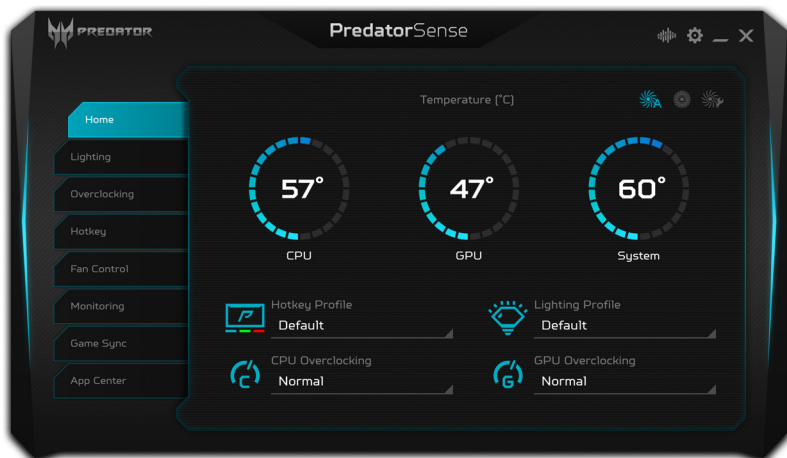 PREDATOR
PredatorSense
Temperature (°C)
A
Home
Lighting
Overclocking
Hotkey
Fan Control
Monitoring
Game Sync
App Center
57° 47° 60°
CPU GPU System
Hotkey Profile
Default
Lighting Profile
Default
C
CPU Overclocking
Normal
G
GPU Overclocking
Normal